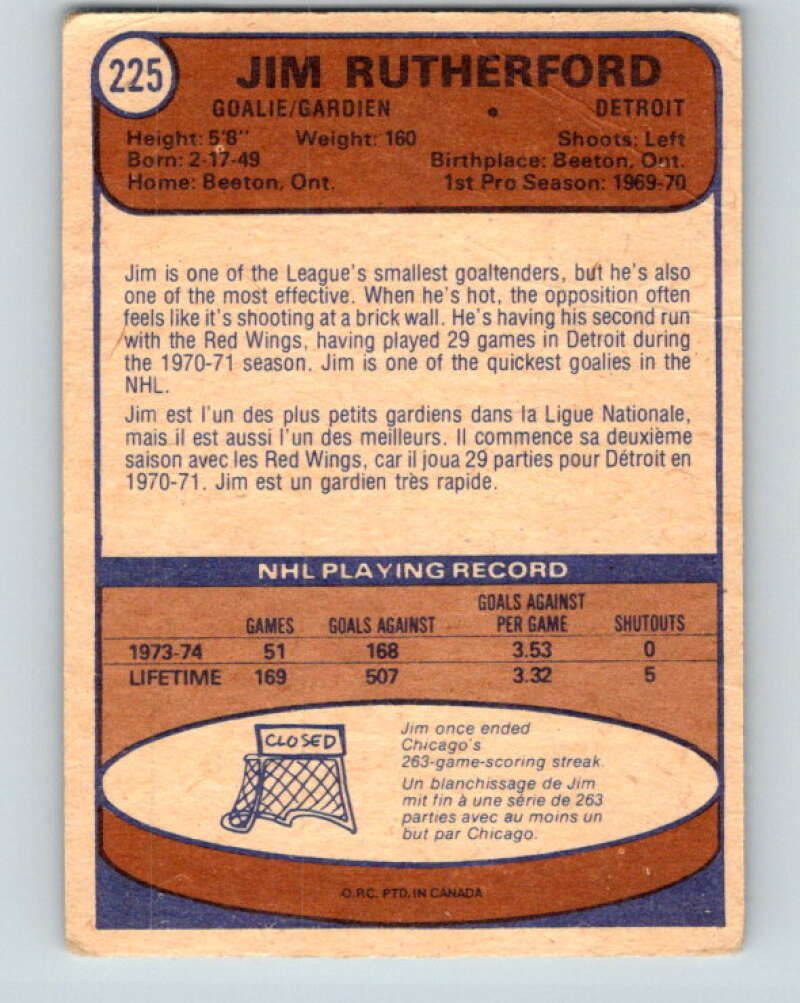 225
JIM RUTHERFORD
GOALIE/GARDIEN • DETROIT
Height: 5'8" Weight: 160 Shoots: Left
Born: 2-17-49 Birthplace: Beeton, Ont.
Home: Beeton, Ont. 1st Pro Season: 1969-70
Jim is one of the League's smallest goaltenders, but he's also
one of the most effective. When he's hot, the opposition often
feels like it's shooting at a brick wall. He's having his second run
with the Red Wings, having played 29 games in Detroit during
the 1970-71 season. Jim is one of the quickest goalies in the
NHL.
Jim est l'un des plus petits gardiens dans la Ligue Nationale,
mais il est aussi l'un des meilleurs. Il commence sa deuxième
saison avec les Red Wings, car il joua 29 parties pour Détroit en
1970-71. Jim est un gardien très rapide.
NHL PLAYING RECORD
GOALS AGAINST
GAMES GOALS AGAINST PER GAME SHUTOUTS
1973-74 51 168 3.53 0
LIFETIME 169 507 3.32 5
CLOSED
Jim once ended
Chicago's
263-game-scoring streak.
Un blanchissage de Jim
mit fin à une série de 263
parties avec au moins un
but par Chicago.
O.P.C. PTD. IN CANADA